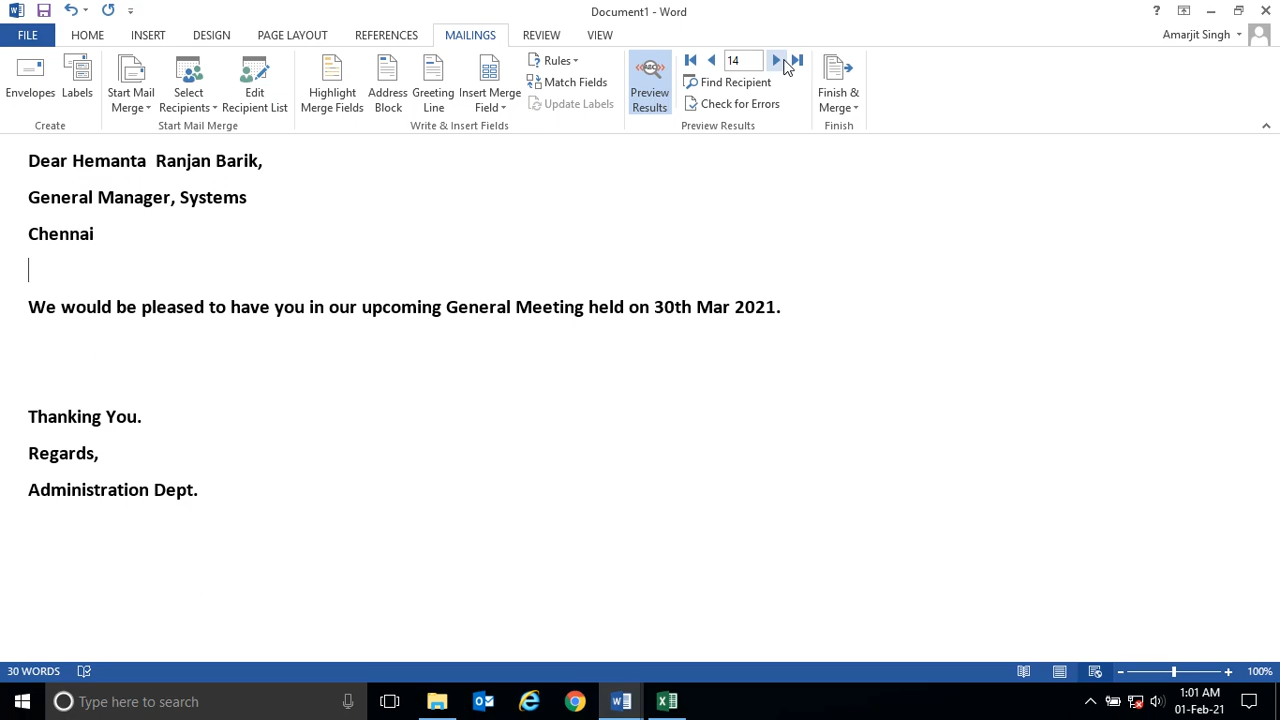 Document1 - Word
?
FILE HOME INSERT DESIGN PAGE LAYOUT REFERENCES MAILINGS REVIEW VIEW Amarjit Singh
Envelopes
Labels
Start Mail
Merge
Select
Recipients
Edit
Recipient List
Highlight
Merge Fields
Address
Block
Greeting
Line
Insert Merge
Field
Rules
Match Fields
Update Labels
ABC
Preview
Results
14
Find Recipient
Check for Errors
Finish &
Merge
Create Start Mail Merge Write & Insert Fields Preview Results Finish
Dear Hemanta  Ranjan Barik,
General Manager, Systems
Chennai
We would be pleased to have you in our upcoming General Meeting held on 30th Mar 2021.
Thanking You.
Regards,
Administration Dept.
30 WORDS 100%
Type here to search
1:01 AM
01-Feb-21